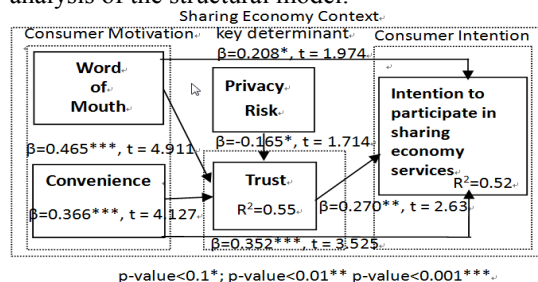 analysis of the structural model.
Sharing Economy Context
Consumer Motivation key determinant Consumer Intention
β=0.208*, t = 1.974
Word
of
Mouth
Privacy
Risk
Intention to
participate in
sharing
economy
services
R²=0.52
β=0.465***, t = 4.911
β=-0.165*, t = 1.714
Convenience
Trust
R²=0.55
β=0.366***, t = 4.127
β=0.270**, t = 2.63
β=0.352***, t = 3.525
p-value<0.1*; p-value<0.01** p-value<0.001***